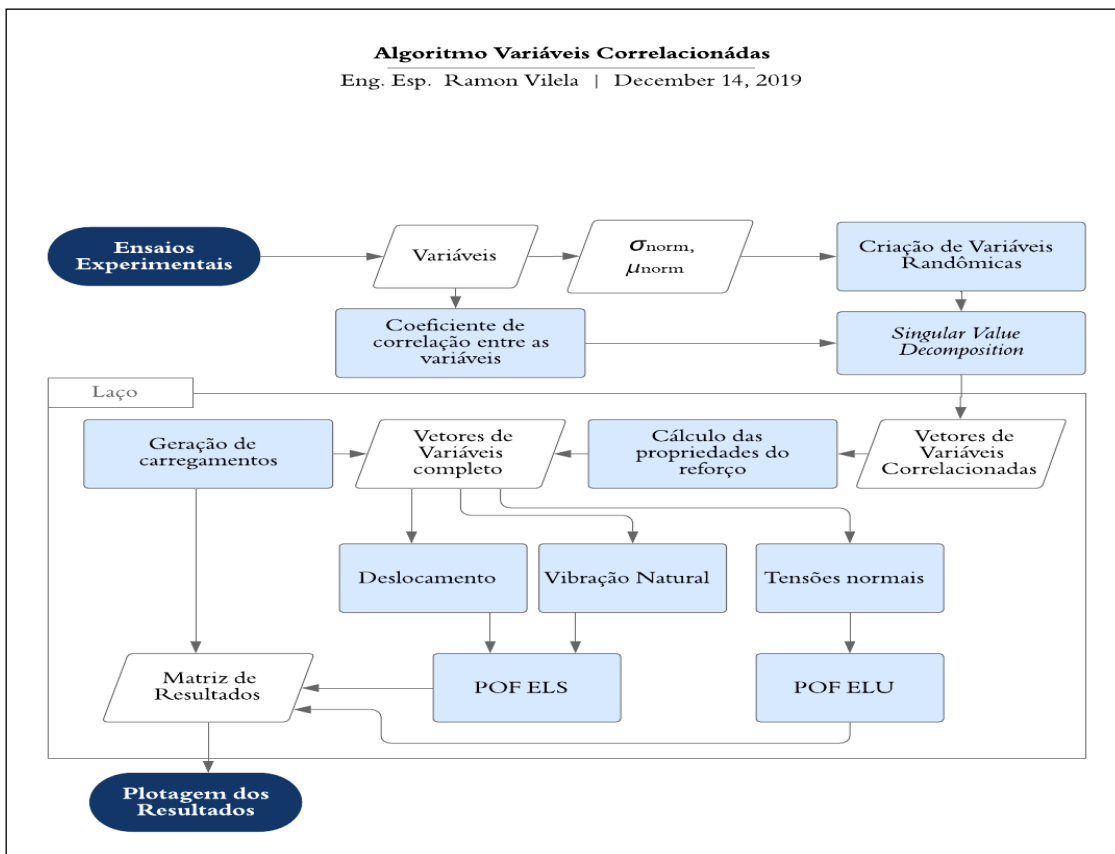 Algoritmo Variáveis Correlacionádas
Eng. Esp. Ramon Vilela | December 14, 2019
Ensaios
Experimentais
Variáveis
σnorm,
μnorm
Criação de Variáveis
Randômicas
Coeficiente de
correlação entre as
variáveis
Singular Value
Decomposition
Laço
Geração de
carregamentos
Vetores de
Variáveis
completo
Cálculo das
propriedades do
reforço
Vetores de
Variáveis
Correlacionadas
Deslocamento
Vibração Natural
Tensões normais
Matriz de
Resultados
POF ELS
POF ELU
Plotagem dos
Resultados